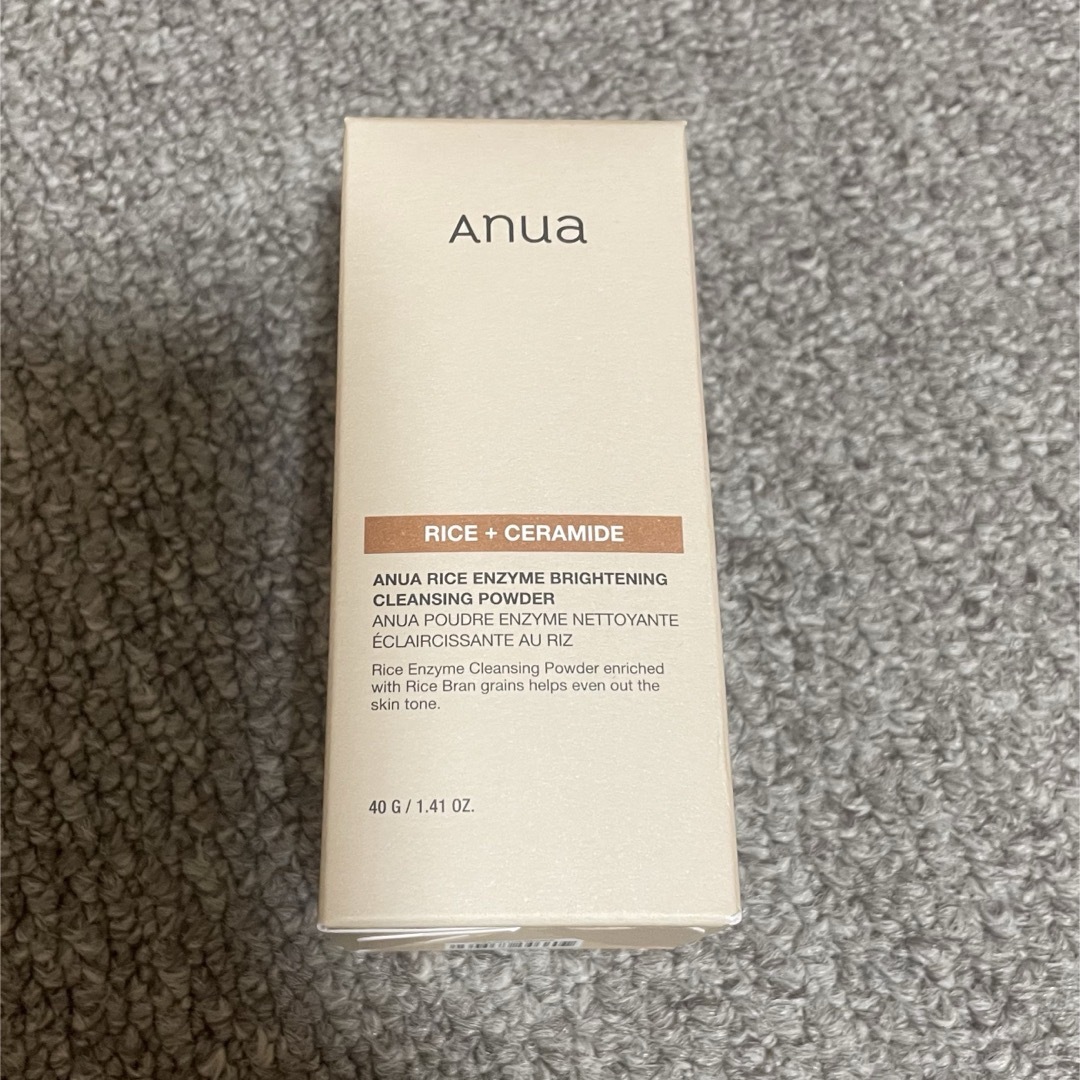 Anua
RICE + CERAMIDE
ANUA RICE ENZYME BRIGHTENING
CLEANSING POWDER
ANUA POUDRE ENZYME NETTOYANTE
ÉCLAIRCISSANTE AU RIZ
Rice Enzyme Cleansing Powder enriched
with Rice Bran grains helps even out the
skin tone.
40 G / 1.41 OZ.